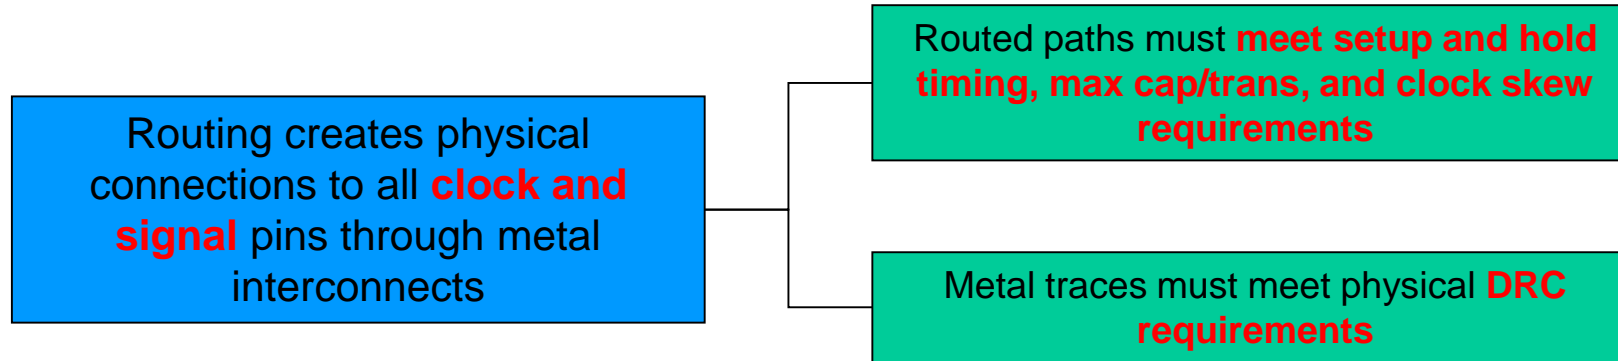 Routing creates physical
connections to all clock and
signal pins through metal
interconnects
Routed paths must meet setup and hold
timing, max cap/trans, and clock skew
requirements
Metal traces must meet physical DRC
requirements